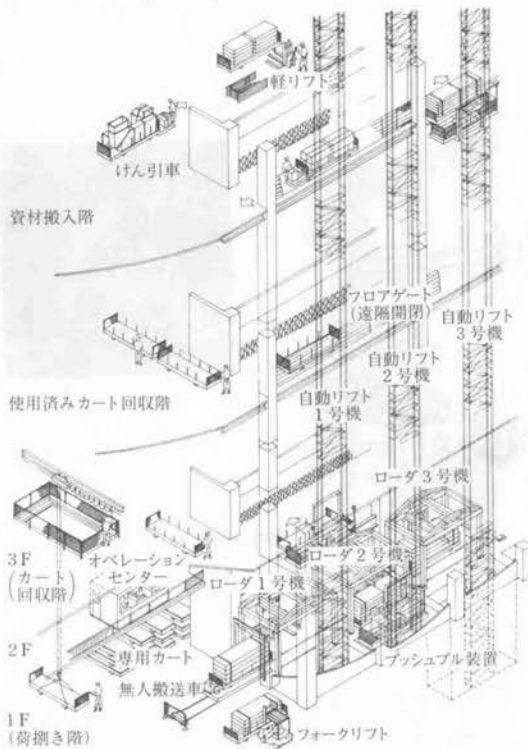 軽リフト
けん引車
資材搬入階
フロアゲート
(遠隔開閉)
自動リフト
3号機
自動リフト
2号機
自動リフト
1号機
使用済みカート回収階
ローダ3号機
ローダ2号機
ローダ1号機
3F
(カート
回収階)
オペレーション
センター
2F
専用カート
無人搬送車
プッシュプル装置
1F
(荷捌き階)
フォークリフト